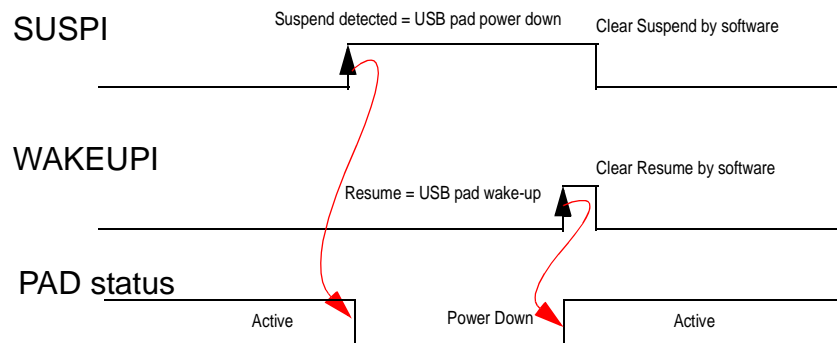 SUSPI
Suspend detected = USB pad power down
Clear Suspend by software
WAKEUPI
Resume = USB pad wake-up
Clear Resume by software
PAD status
Active
Power Down
Active